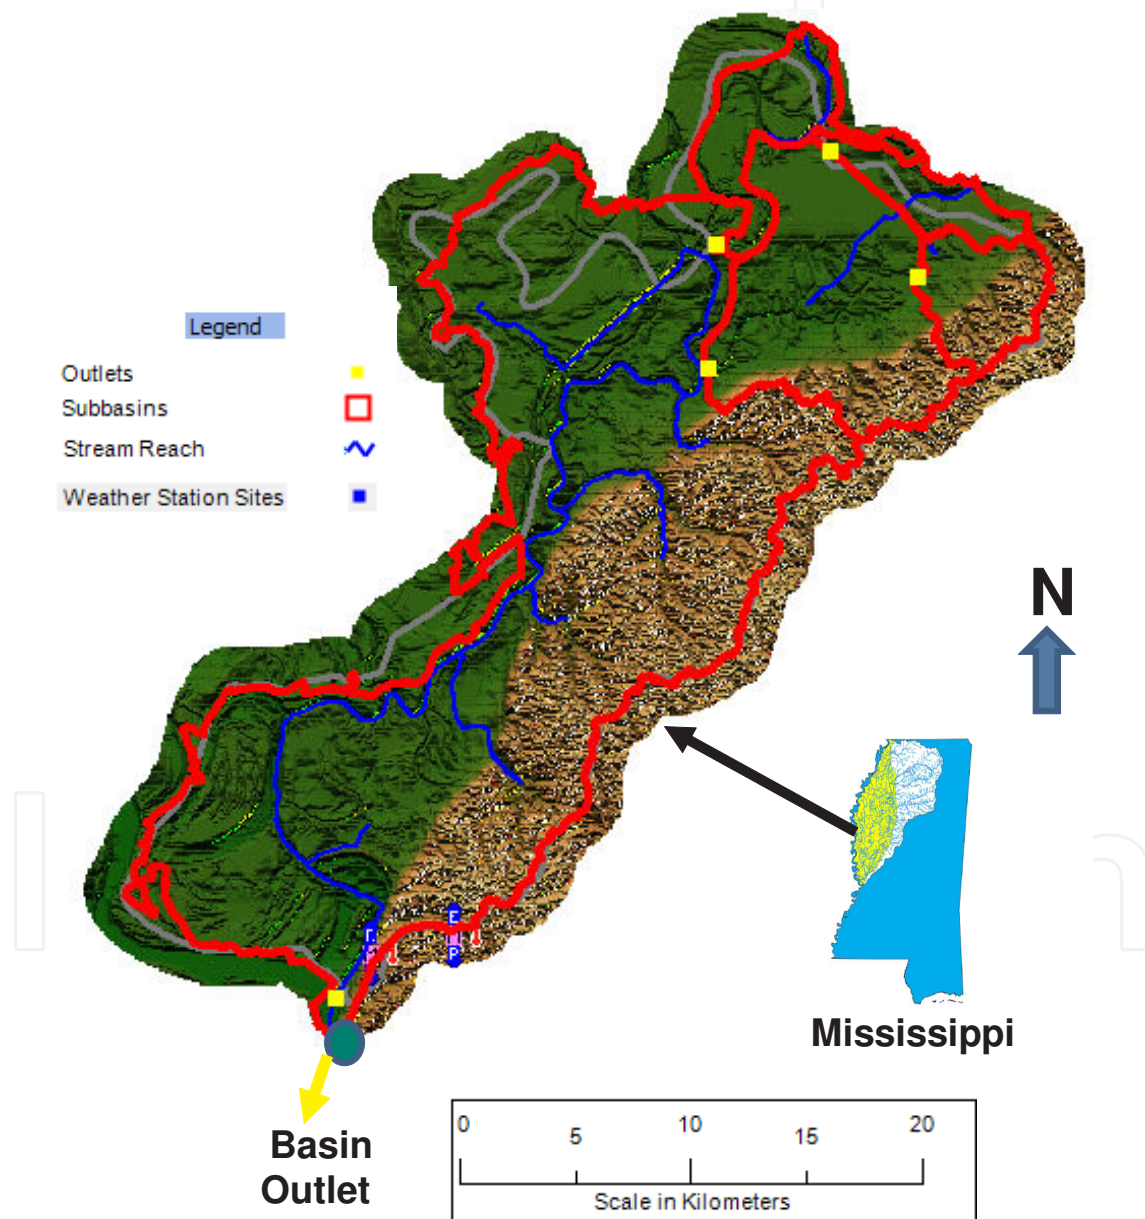 Legend
Outlets
Subbasins
Stream Reach
Weather Station Sites
N
E
P
Mississippi
Basin
Outlet
0 5 10 15 20
Scale in Kilometers